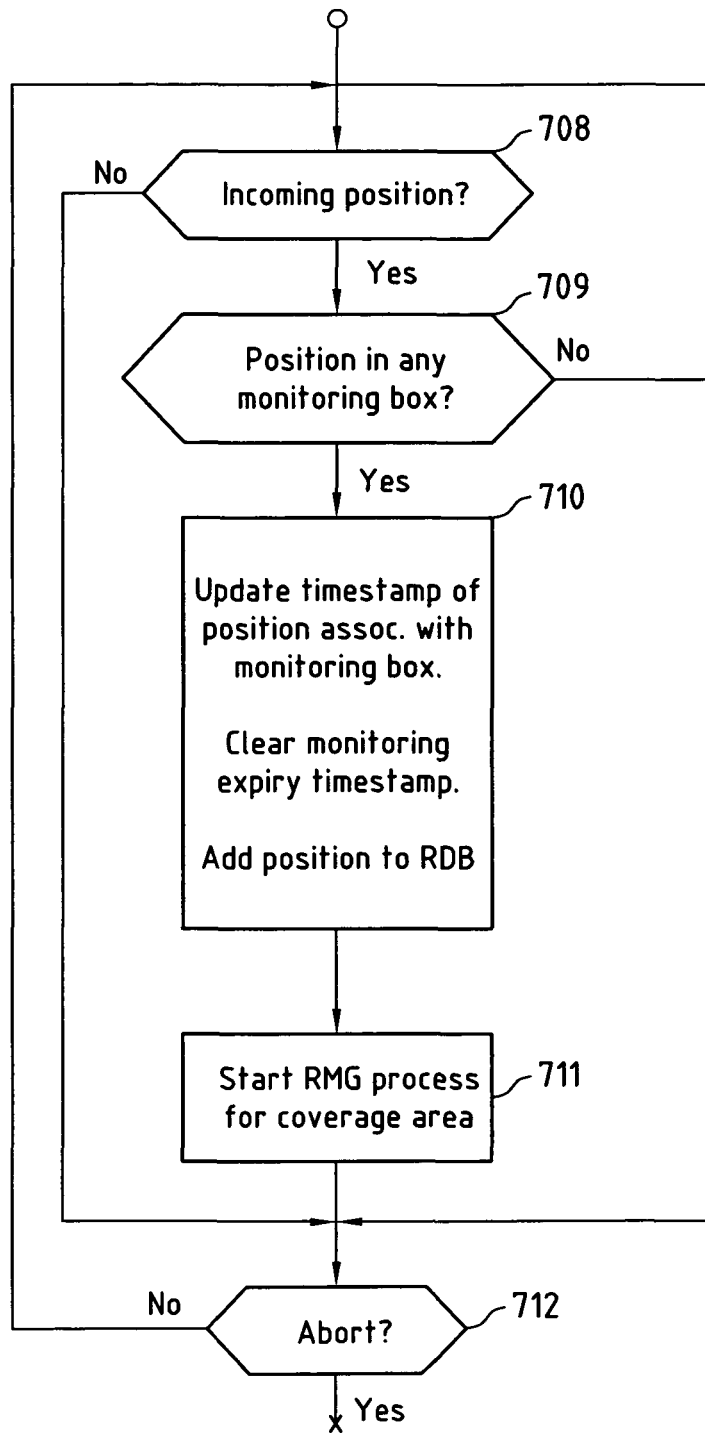 708
No
Incoming position?
Yes
709
Position in any
monitoring box?
No
Yes
710
Update timestamp of
position assoc. with
monitoring box.
Clear monitoring
expiry timestamp.
Add position to RDB
Start RMG process
for coverage area
711
No
712
Abort?
Yes